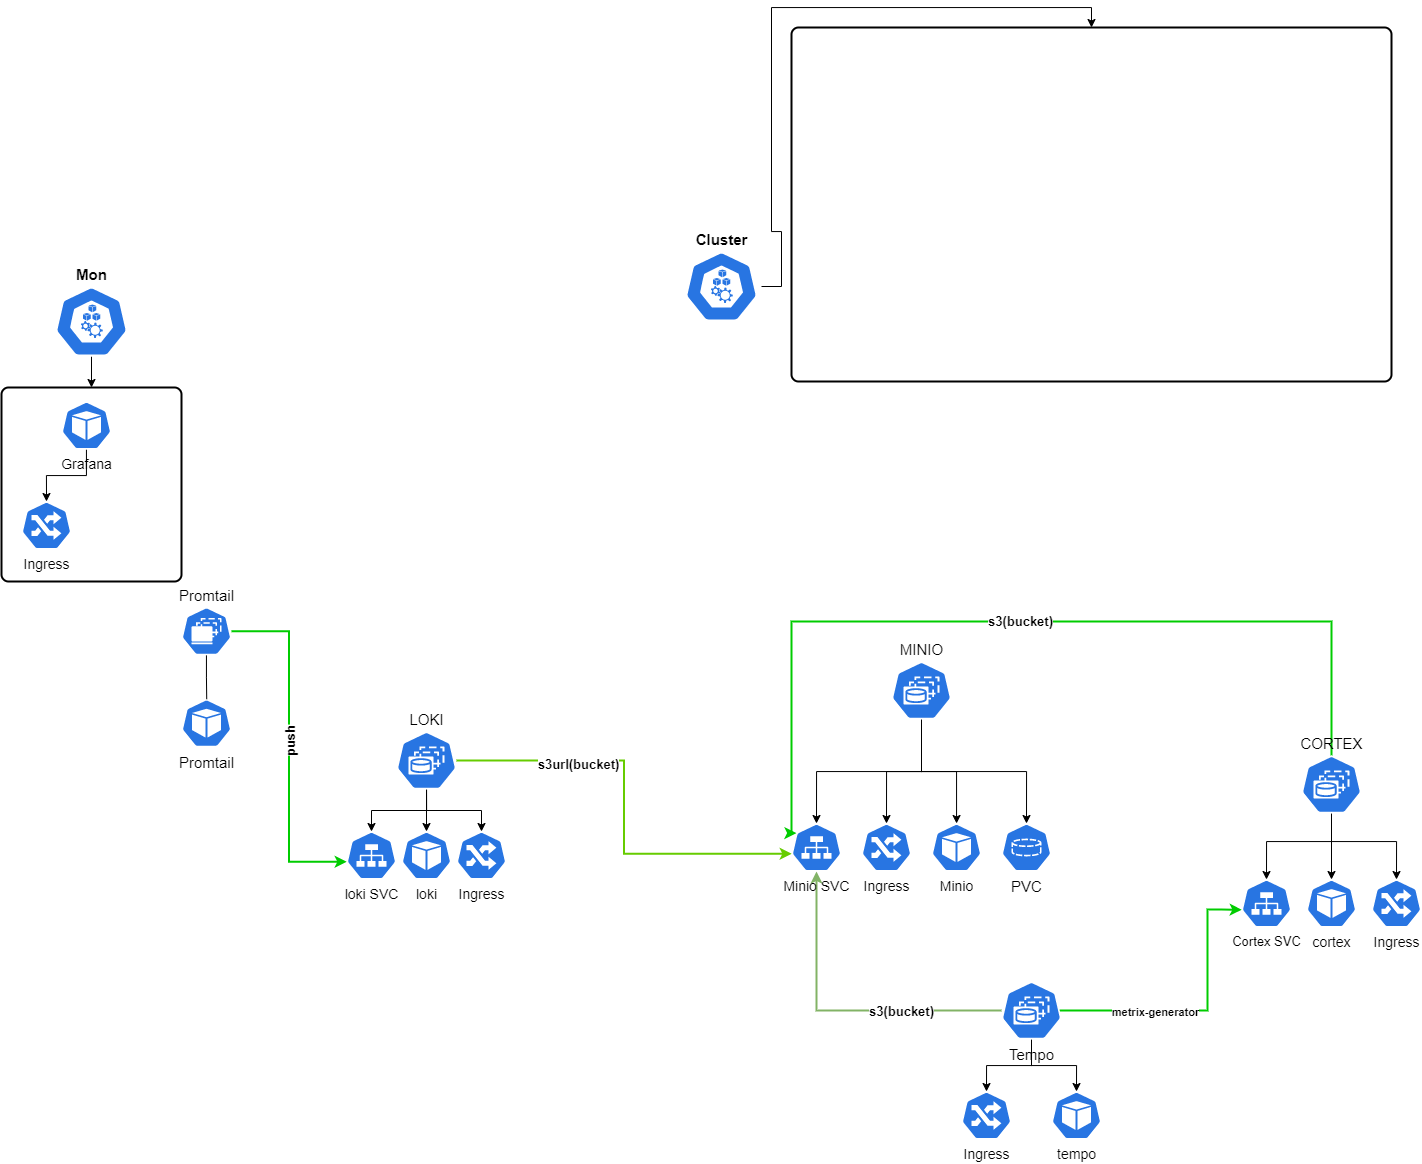 Cluster
Mon
Grafana
Ingress
Promtail
Promtail
push
LOKI
loki SVC
loki
Ingress
s3url(bucket)
s3(bucket)
MINIO
Minio SVC
Ingress
Minio
PVC
CORTEX
Cortex SVC
cortex
Ingress
s3(bucket)
metrix-generator
Tempo
Ingress
tempo